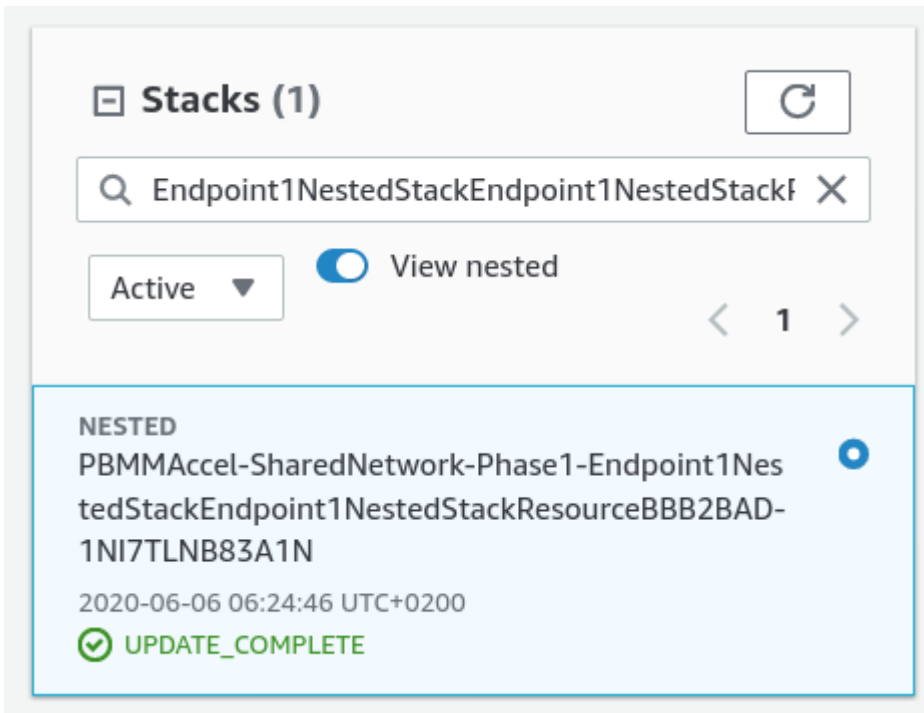 Stacks (1)
Endpoint1NestedStackEndpoint1NestedStack
Active
View nested
1
NESTED
PBMMAccel-SharedNetwork-Phase1-Endpoint1Nes
tedStackEndpoint1NestedStackResourceBBB2BAD-
1NI7TLNB83A1N
2020-06-06 06:24:46 UTC+0200
UPDATE_COMPLETE